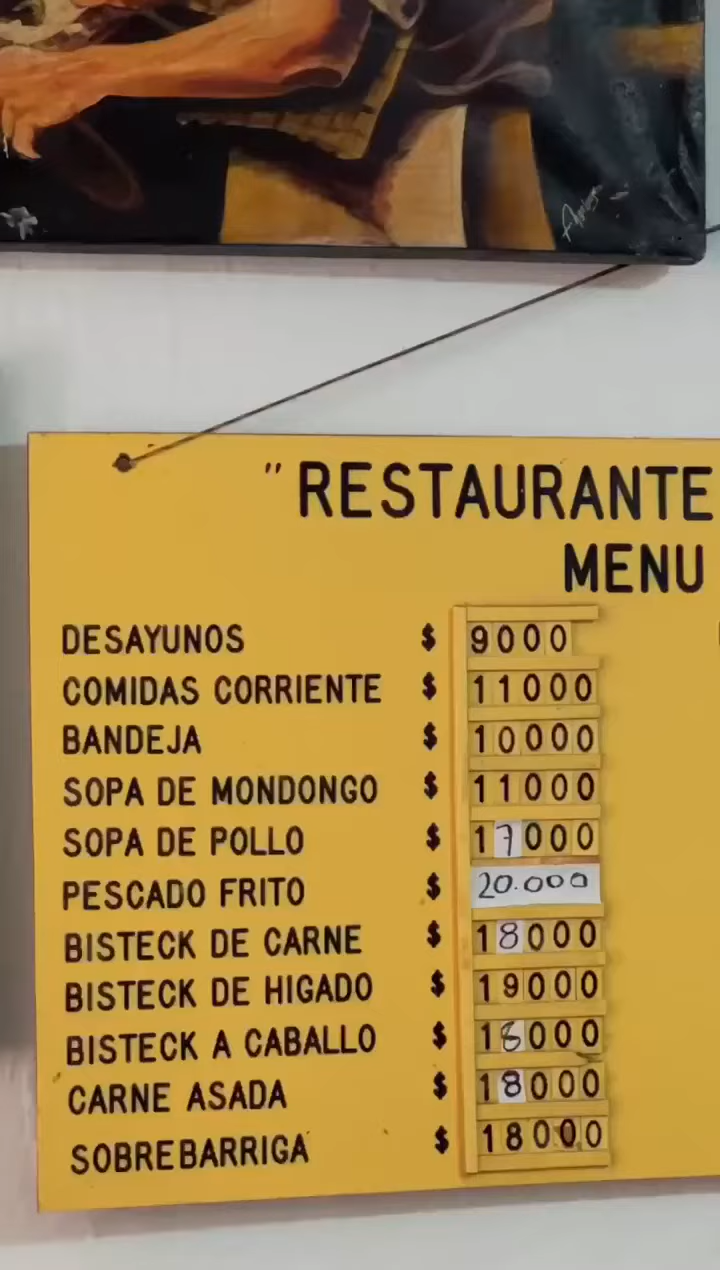 " RESTAURANTE
MENU
DESAYUNOS $ 9000
COMIDAS CORRIENTE $ 11000
BANDEJA $ 10000
SOPA DE MONDONGO $ 11000
SOPA DE POLLO $ 17000
PESCADO FRITO $ 20.000
BISTECK DE CARNE $ 18000
BISTECK DE HIGADO $ 19000
BISTECK A CABALLO $ 18000
CARNE ASADA $ 18000
SOBREBARRIGA $ 18000